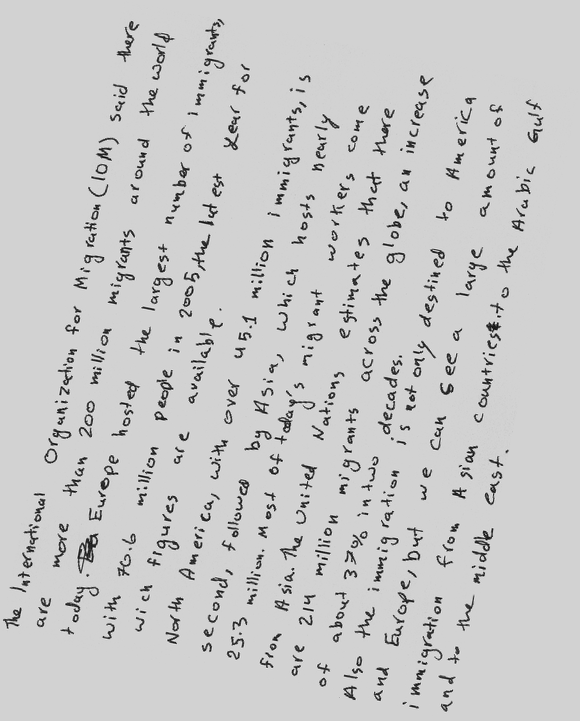 The International Organization for Migration (IOM) said there
are more than 200 million migrants around the world
today. Europe hosted the largest number of immigrants,
with 70.6 million people in 2005, the latest year for
wich figures are available.
North America, with over 45.1 million immigrants, is
second, followed by Asia, which hosts nearly
25.3 million. Most of today's migrant workers come
from Asia. The United Nations estimates that there
are 214 million migrants across the globe, an increase
of about 37% in two decades.
Also the immigration is not only destined to America
and Europe, but we can see a large amount of
immigration from Asian countries. to the Arabic Gulf
and to the middle east.